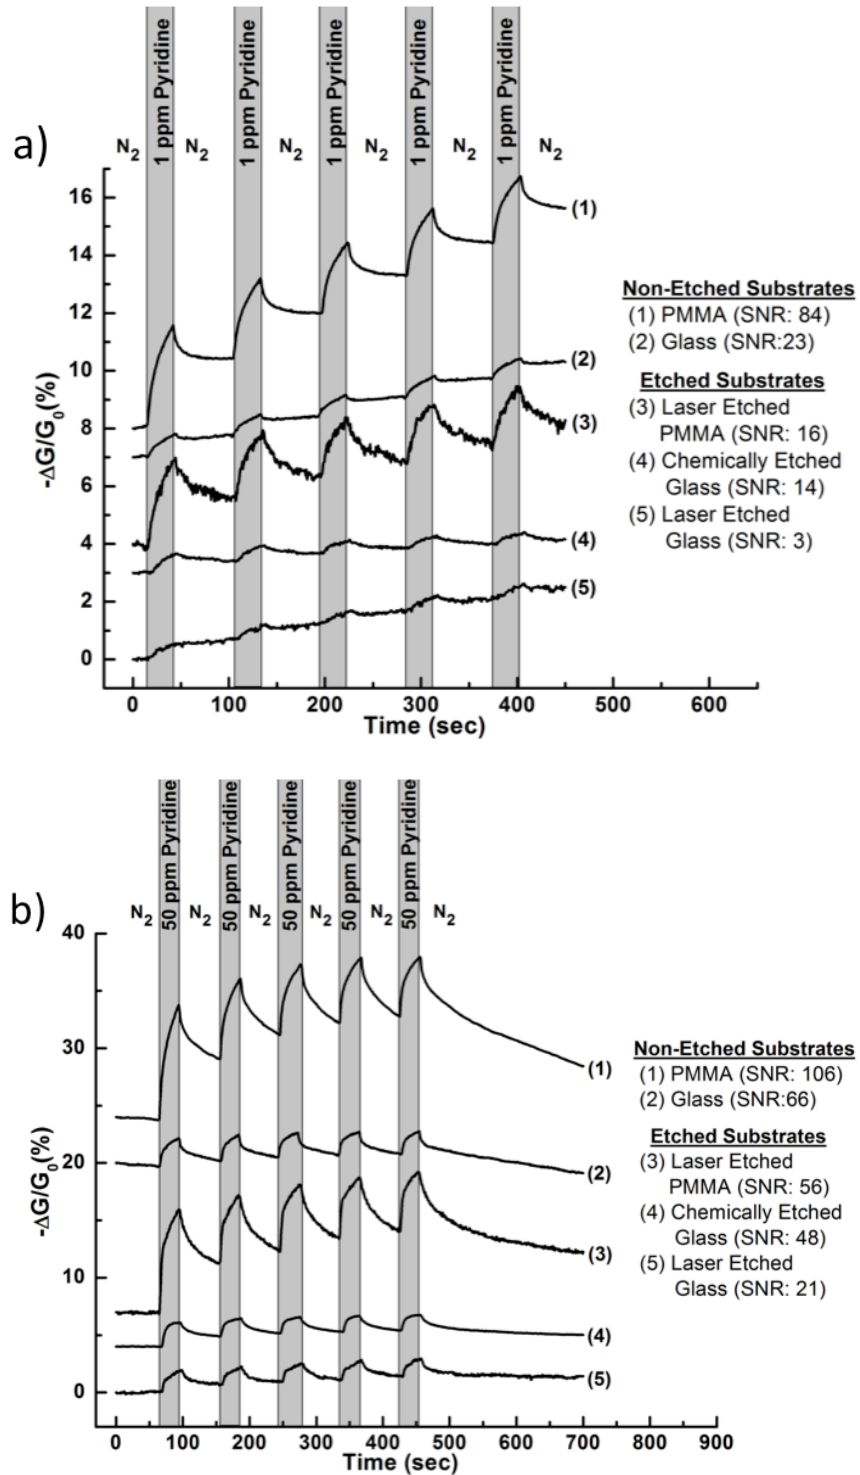 a)
1 ppm Pyridine
1 ppm Pyridine
1 ppm Pyridine
1 ppm Pyridine
1 ppm Pyridine
N2 N2 N2 N2 N2 N2
16
14
12
10
8
6
4
2
0
-ΔG/G0(%)
(1)
(2)
(3)
(4)
(5)
0 100 200 300 400 500 600
Time (sec)
Non-Etched Substrates
(1) PMMA (SNR: 84)
(2) Glass (SNR:23)
Etched Substrates
(3) Laser Etched
PMMA (SNR: 16)
(4) Chemically Etched
Glass (SNR: 14)
(5) Laser Etched
Glass (SNR: 3)
b)
50 ppm Pyridine
50 ppm Pyridine
50 ppm Pyridine
50 ppm Pyridine
50 ppm Pyridine
N2 N2 N2 N2 N2 N2
40
30
20
10
0
-ΔG/G0(%)
(1)
(2)
(3)
(4)
(5)
0 100 200 300 400 500 600 700 800 900
Time (sec)
Non-Etched Substrates
(1) PMMA (SNR: 106)
(2) Glass (SNR:66)
Etched Substrates
(3) Laser Etched
PMMA (SNR: 56)
(4) Chemically Etched
Glass (SNR: 48)
(5) Laser Etched
Glass (SNR: 21)